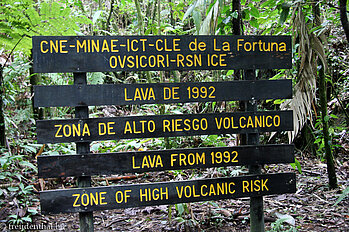 CNE-MINAE-ICT-CLE de La Fortuna
OVSICORI-RSN ICE
LAVA DE 1992
ZONA DE ALTO RIESGO VOLCANICO
LAVA FROM 1992
ZONE OF HIGH VOLCANIC RISK